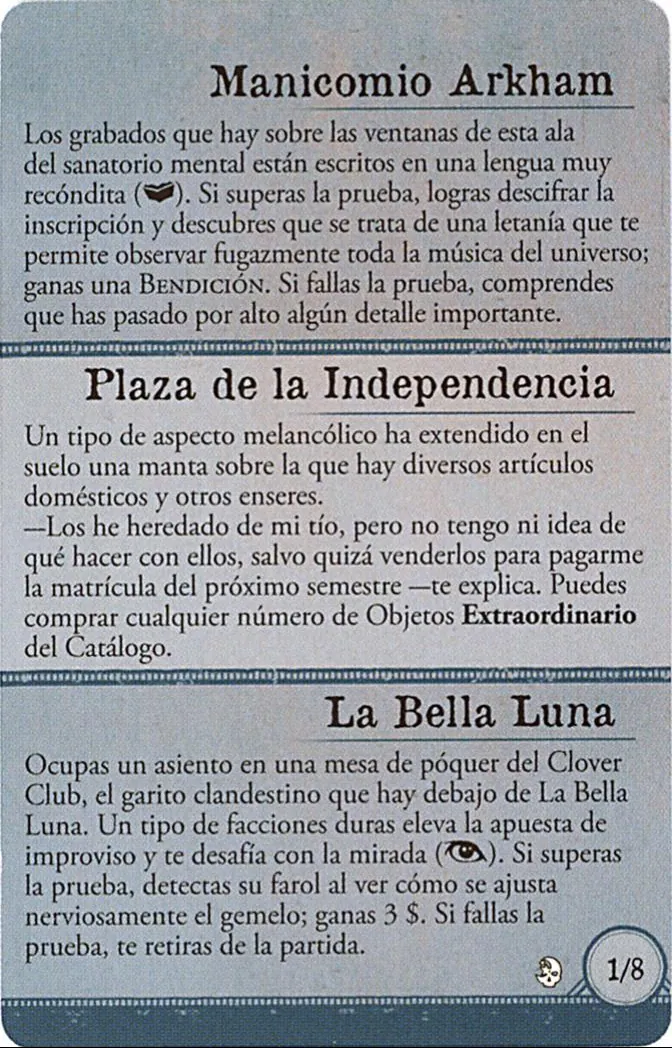 Manicomio Arkham
Los grabados que hay sobre las ventanas de esta ala
del sanatorio mental están escritos en una lengua muy
recóndita (). Si superas la prueba, logras descifrar la
inscripción y descubres que se trata de una letanía que te
permite observar fugazmente toda la música del universo;
ganas una BENDICIÓN. Si fallas la prueba, comprendes
que has pasado por alto algún detalle importante.
Plaza de la Independencia
Un tipo de aspecto melancólico ha extendido en el
suelo una manta sobre la que hay diversos artículos
domésticos y otros enseres.
—Los he heredado de mi tío, pero no tengo ni idea de
qué hacer con ellos, salvo quizá venderlos para pagarme
la matrícula del próximo semestre —te explica. Puedes
comprar cualquier número de Objetos Extraordinario
del Catálogo.
La Bella Luna
Ocupas un asiento en una mesa de póquer del Clover
Club, el garito clandestino que hay debajo de La Bella
Luna. Un tipo de facciones duras eleva la apuesta de
improviso y te desafía con la mirada (). Si superas
la prueba, detectas su farol al ver cómo se ajusta
nerviosamente el gemelo; ganas 3 $. Si fallas la
prueba, te retiras de la partida.
1/8